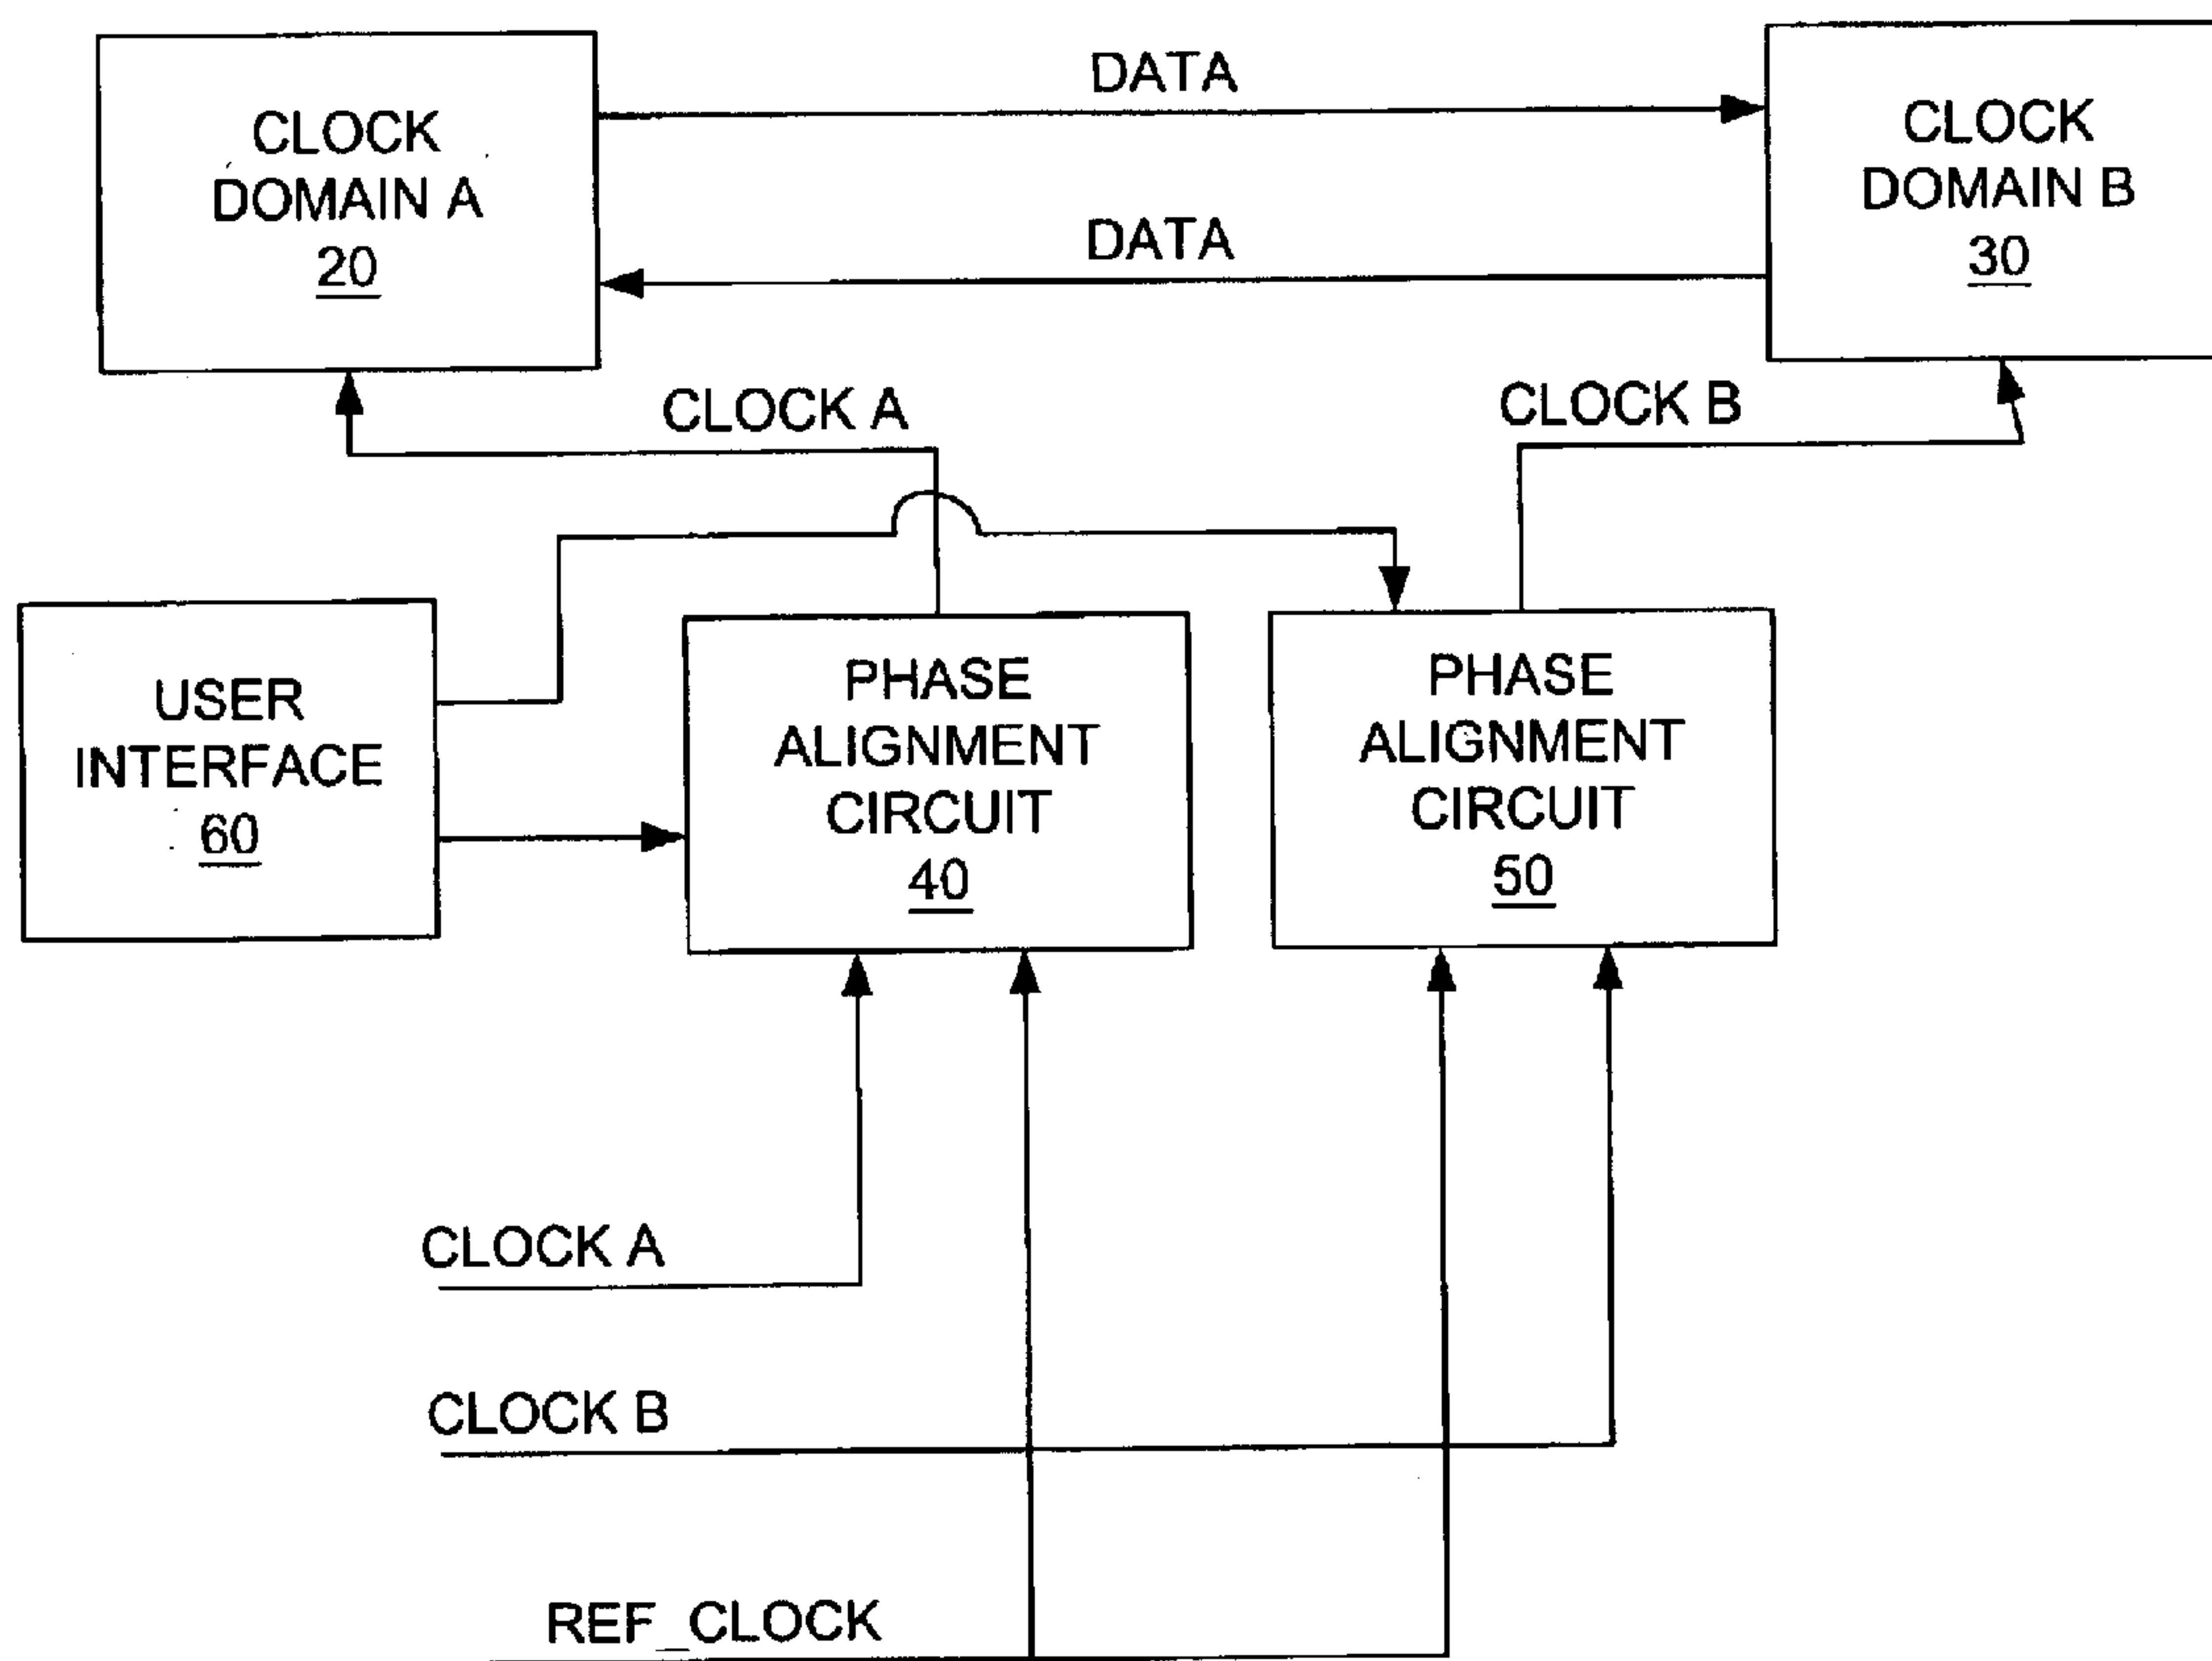 DATA
CLOCK
DOMAIN A
20
CLOCK
DOMAIN B
30
DATA
CLOCK A
CLOCK B
USER
INTERFACE
60
PHASE
ALIGNMENT
CIRCUIT
40
PHASE
ALIGNMENT
CIRCUIT
50
CLOCK A
CLOCK B
REF_CLOCK